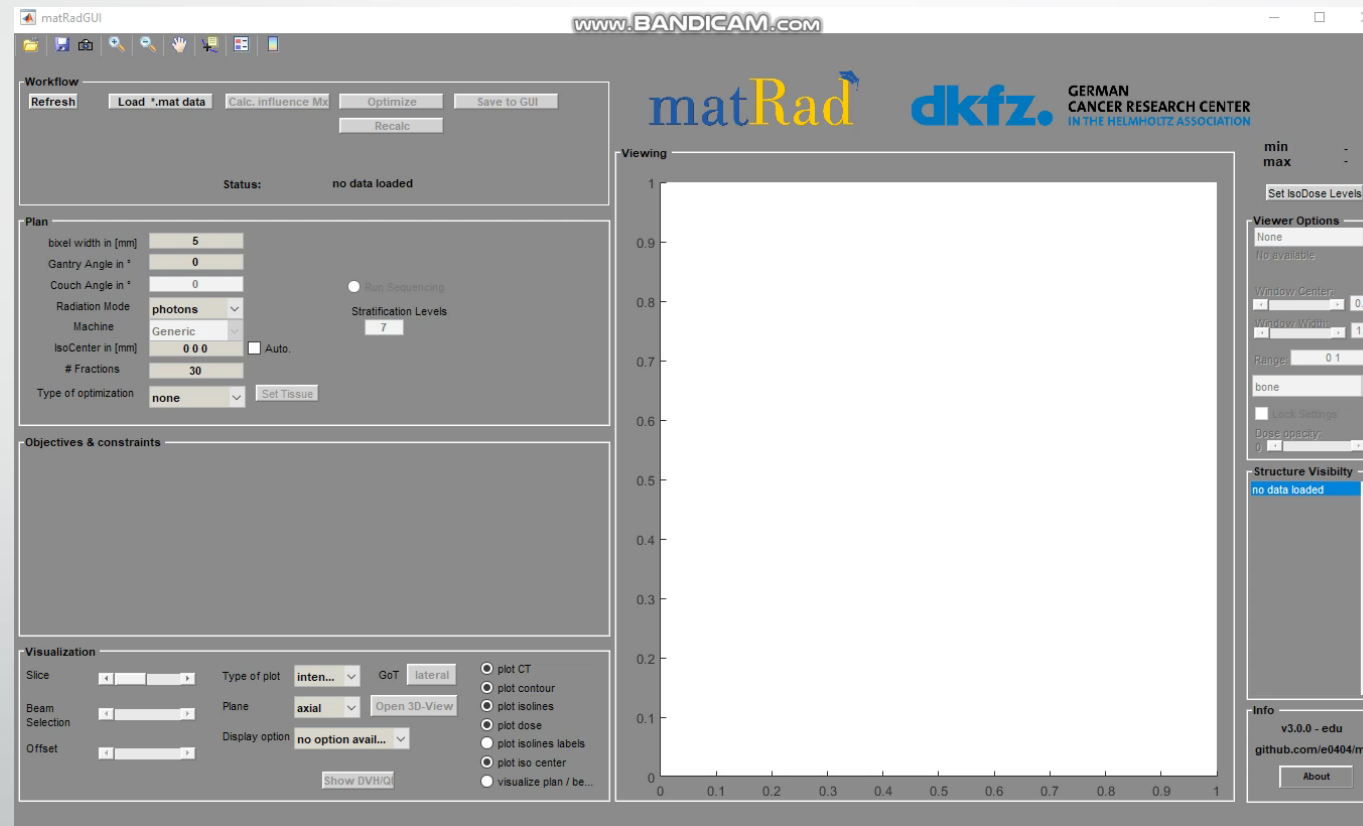 matRadGUI
www.BANDICAM.com
Workflow
Refresh
Load *.mat data
Calc. influence Mx
Optimize
Save to GUI
Recalc
Status:
no data loaded
matRad
dkfz.
GERMAN
CANCER RESEARCH CENTER
IN THE HELMHOLTZ ASSOCIATION
min -
max -
Set IsoDose Levels
Plan
bixel width in [mm] 5
Gantry Angle in ° 0
Couch Angle in ° 0
Radiation Mode photons
Machine Generic
IsoCenter in [mm] 0 0 0
Auto.
# Fractions 30
Type of optimization none
Set Tissue
Run Sequencing
Stratification Levels
7
Objectives & constraints
Visualization
Slice
Beam
Selection
Offset
Type of plot inten...
GoT lateral
Plane axial
Open 3D-View
Display option no option avail...
Show DVH/QI
plot CT
plot contour
plot isolines
plot dose
plot isolines labels
plot iso center
visualize plan / be...
Viewing
1
0.9
0.8
0.7
0.6
0.5
0.4
0.3
0.2
0.1
0
0 0.1 0.2 0.3 0.4 0.5 0.6 0.7 0.8 0.9 1
Viewer Options
None
No available
Window Center:
0.
Window Width:
1
Range: 0 1
bone
Lock Settings
Dose opacity:
0
Structure Visibilty
no data loaded
Info
v3.0.0 - edu
github.com/e0404/m
About